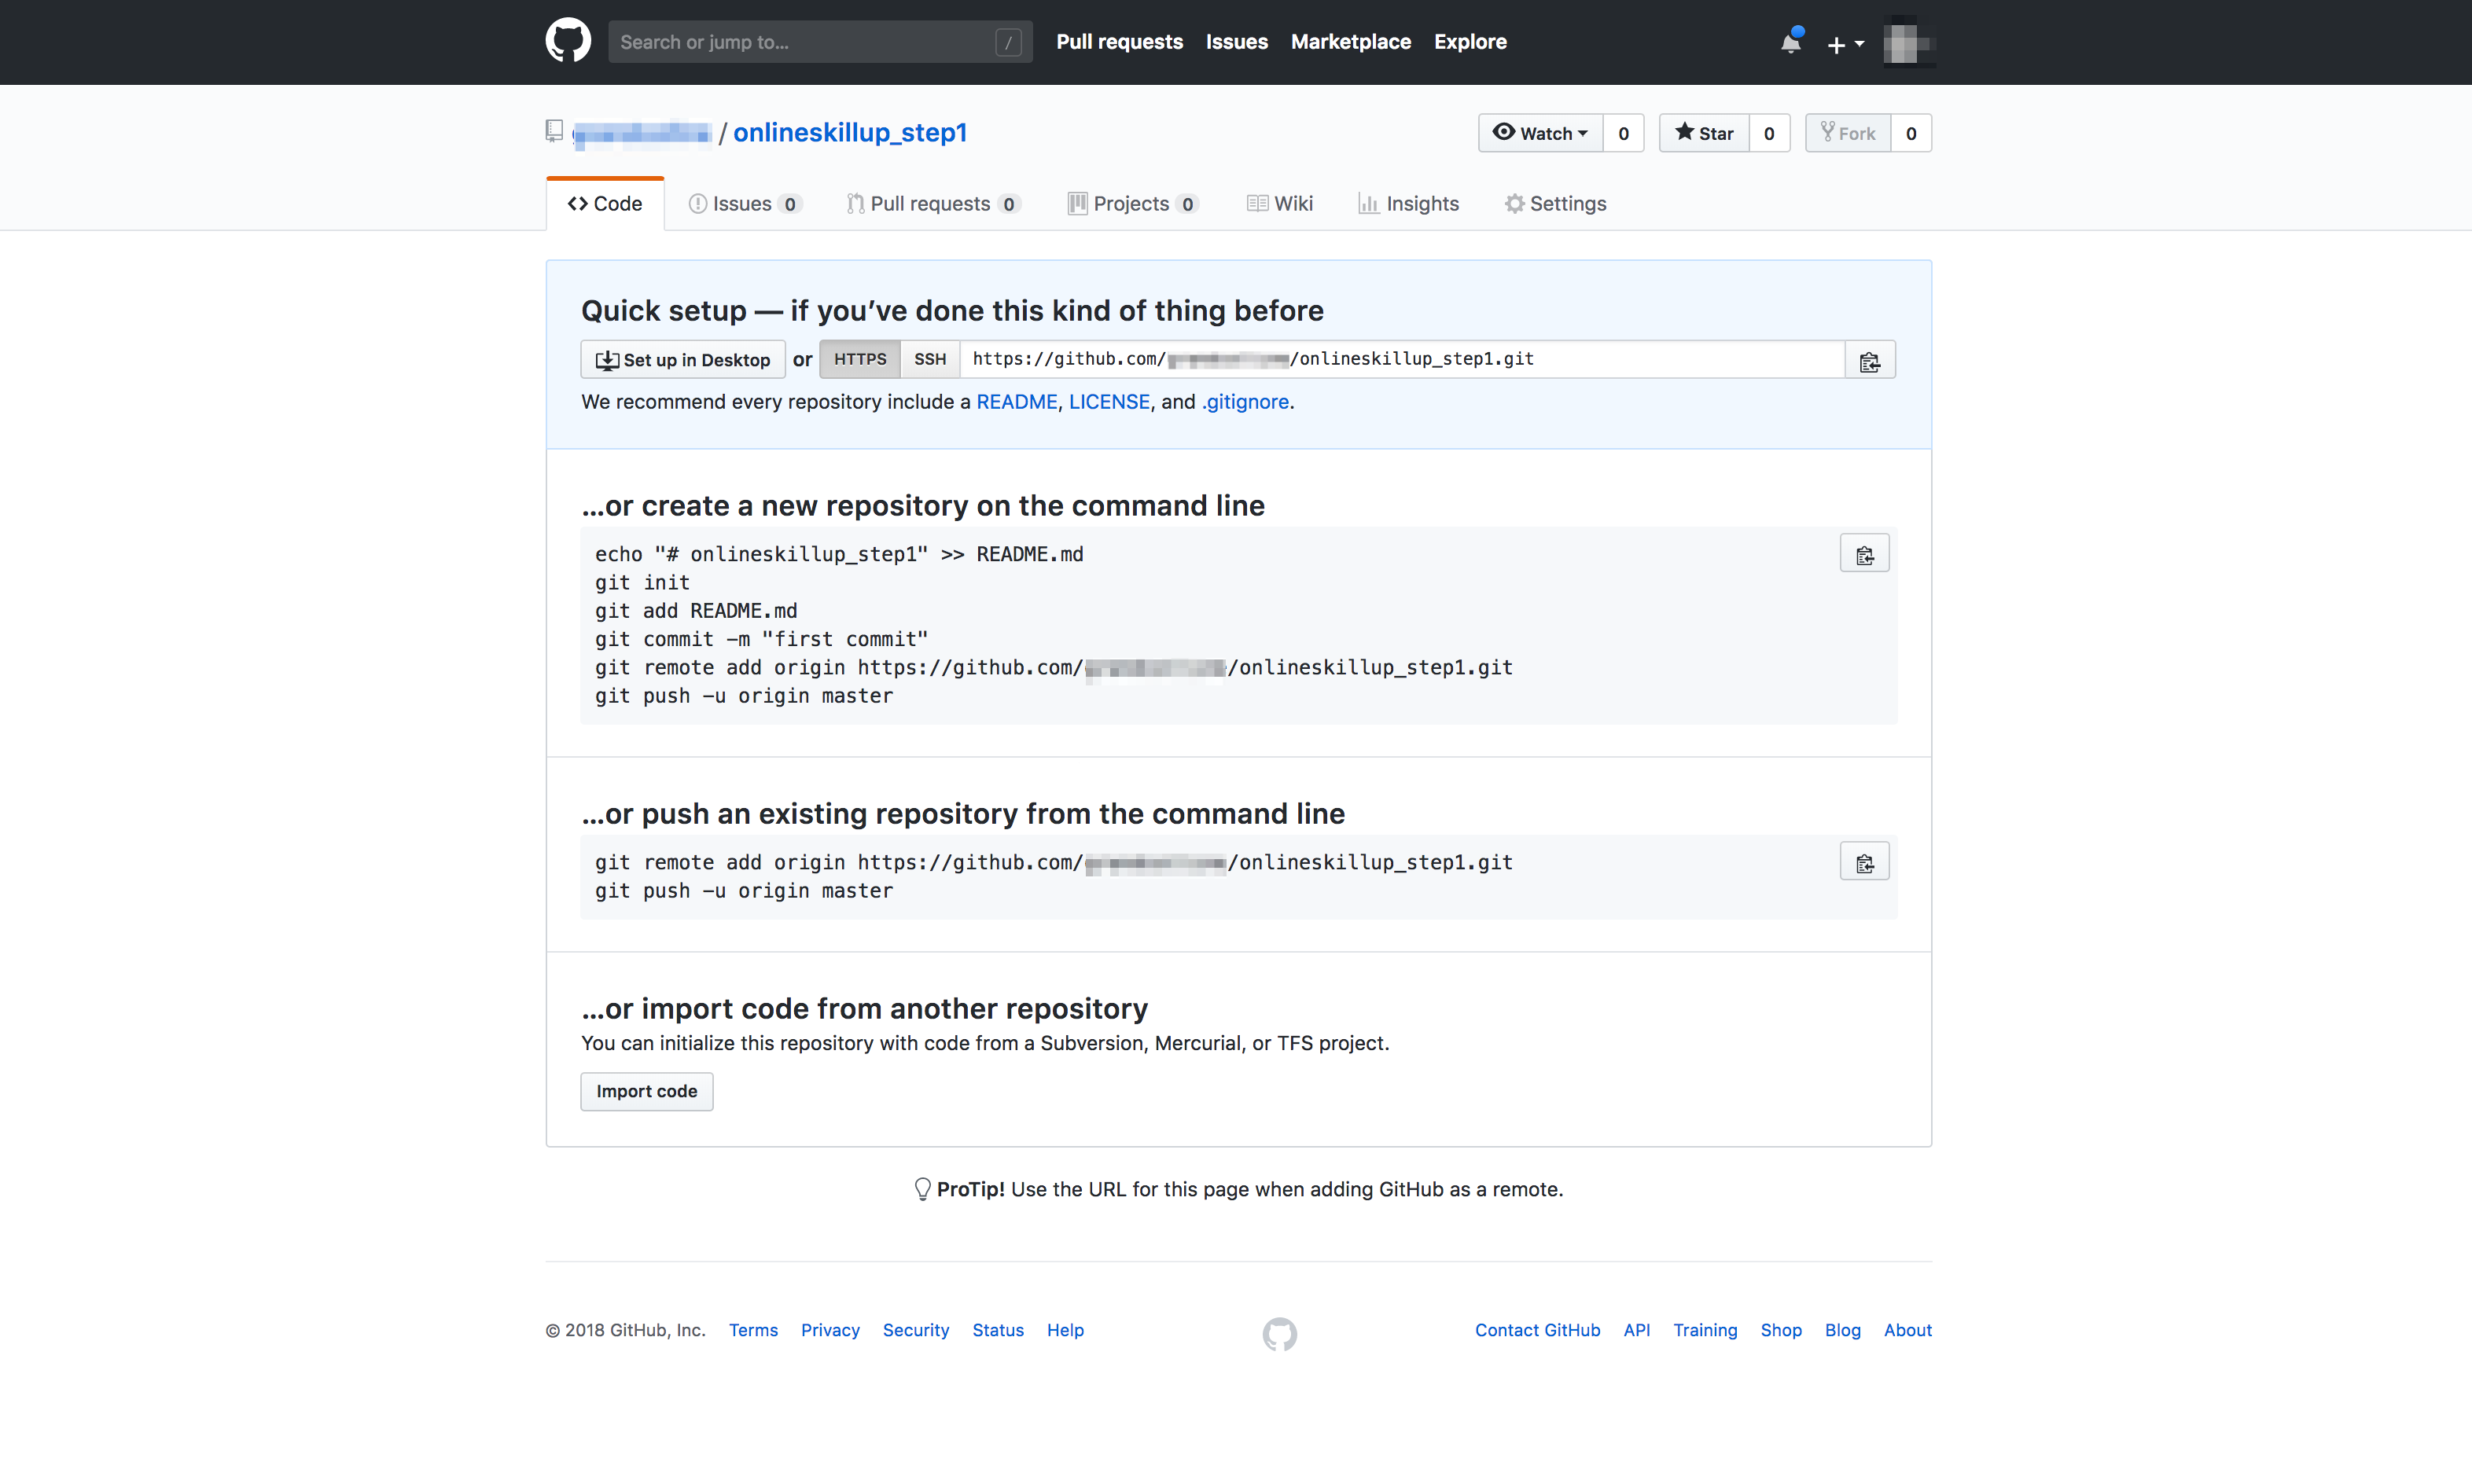 Search or jump to... /
Pull requests Issues Marketplace Explore
/ onlineskillup_step1
Watch 0 Star 0 Fork 0
Code Issues 0 Pull requests 0 Projects 0 Wiki Insights Settings
Quick setup — if you’ve done this kind of thing before
Set up in Desktop or HTTPS SSH https://github.com/ /onlineskillup_step1.git
We recommend every repository include a README, LICENSE, and .gitignore.
…or create a new repository on the command line
echo "# onlineskillup_step1" >> README.md
git init
git add README.md
git commit -m "first commit"
git remote add origin https://github.com/ /onlineskillup_step1.git
git push -u origin master
…or push an existing repository from the command line
git remote add origin https://github.com/ /onlineskillup_step1.git
git push -u origin master
…or import code from another repository
You can initialize this repository with code from a Subversion, Mercurial, or TFS project.
Import code
ProTip! Use the URL for this page when adding GitHub as a remote.
© 2018 GitHub, Inc. Terms Privacy Security Status Help Contact GitHub API Training Shop Blog About